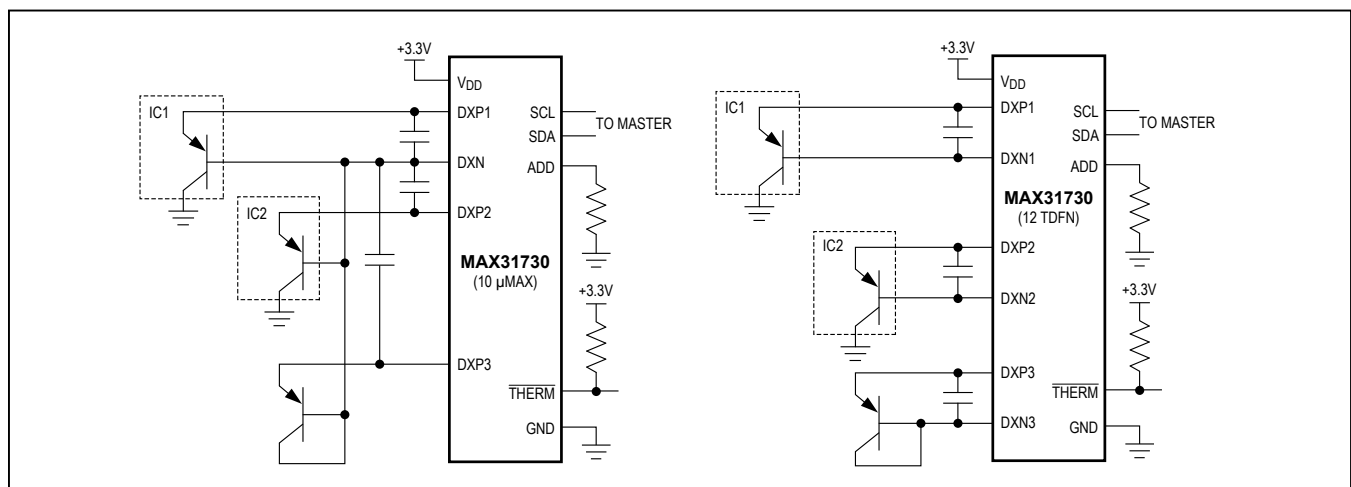 +3.3V
V_DD
IC1
DXP1
SCL
TO MASTER
SDA
DXN
ADD
IC2
DXP2
MAX31730
(10 µMAX)
+3.3V
DXP3
THERM
GND
+3.3V
V_DD
IC1
DXP1
SCL
TO MASTER
SDA
DXN1
ADD
MAX31730
(12 TDFN)
IC2
DXP2
DXN2
+3.3V
DXP3
THERM
DXN3
GND